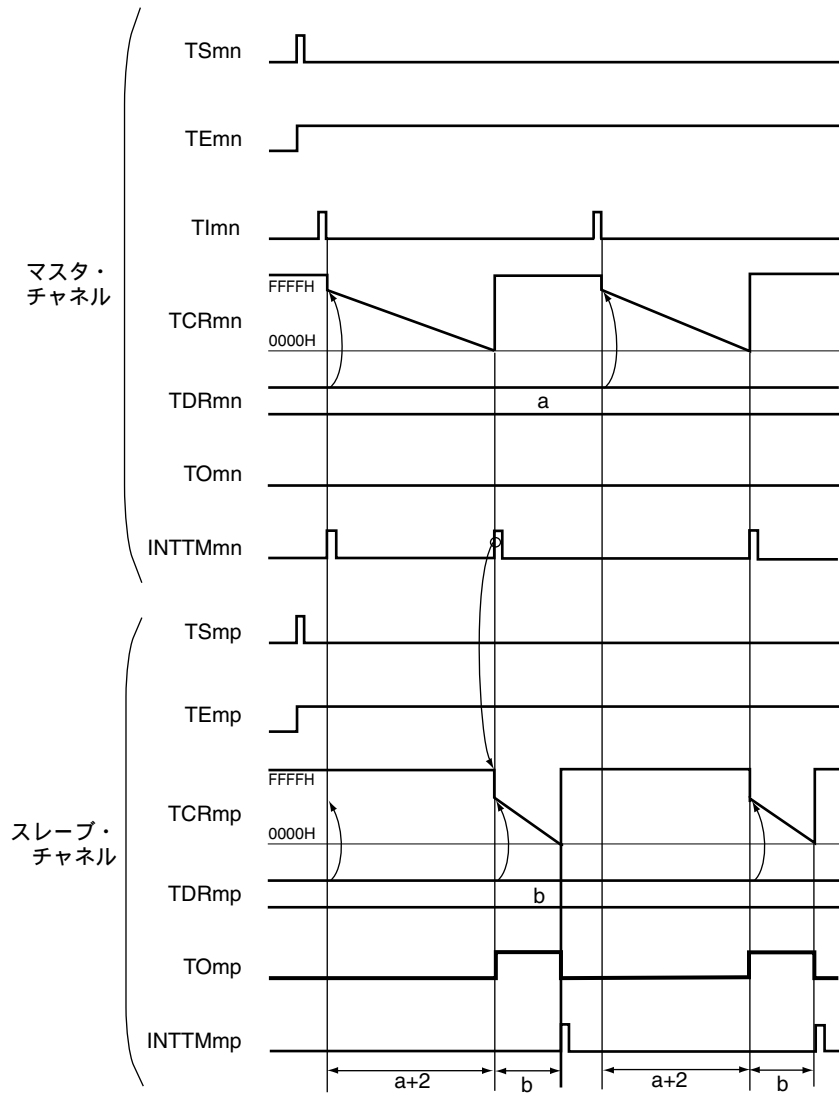 マスタ・
チャネル
TSmn
TEmn
TImn
FFFFH
TCRmn
0000H
TDRmn
a
TOmn
INTTMmn
スレーブ・
チャネル
TSmp
TEmp
FFFFH
TCRmp
0000H
TDRmp
b
TOmp
INTTMmp
a+2 b a+2 b